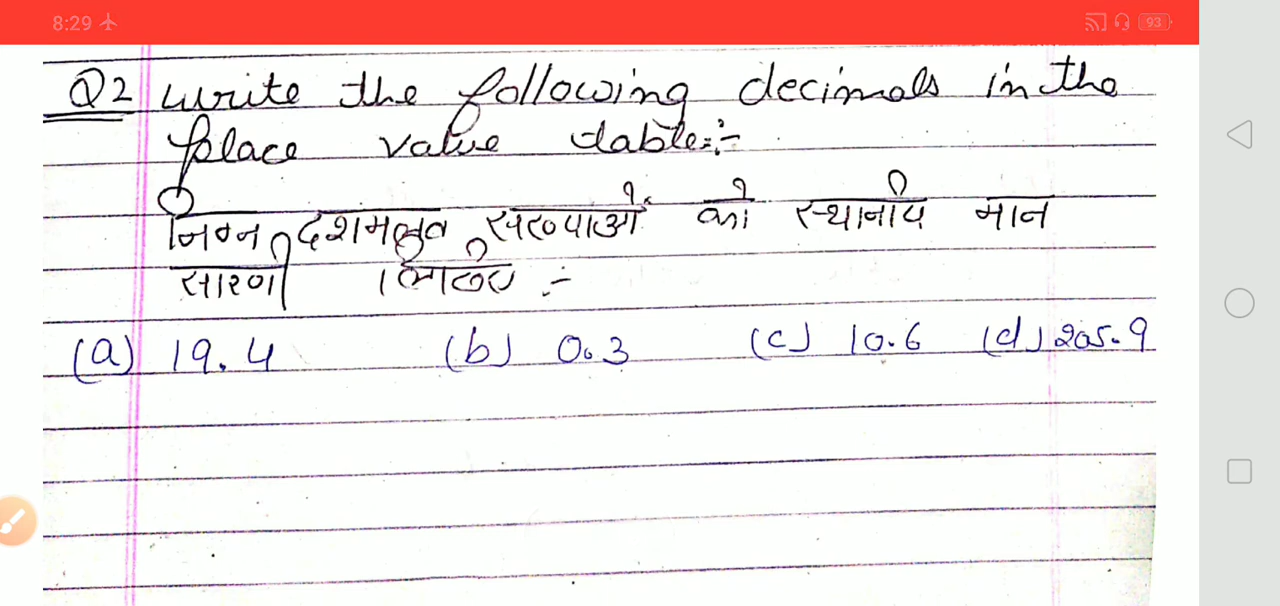 8:29
93
Q2 write the following decimals in the
place value table:-
निम्न दशमलव संख्याओं को स्थानीय मान
सारणी लिखिए :-
(a) 19.4 (b) 0.3 (c) 10.6 (d) 205.9